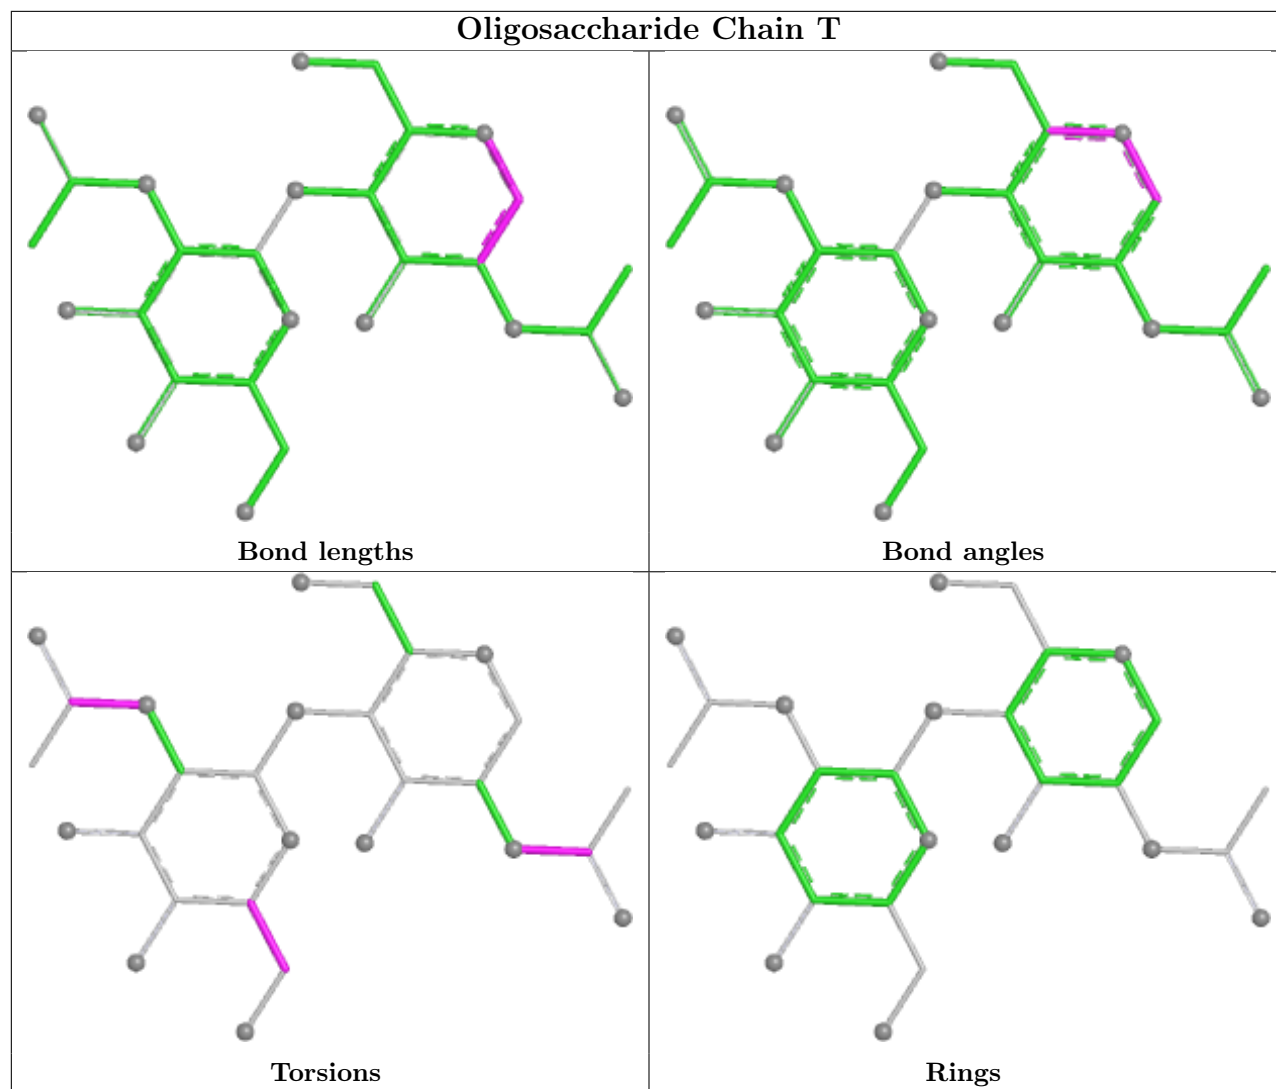 Oligosaccharide Chain T
Bond lengths
Bond angles
Torsions
Rings